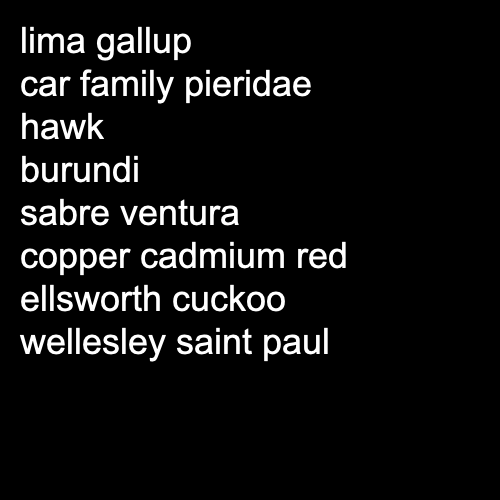 lima gallup
car family pieridae
hawk
burundi
sabre ventura
copper cadmium red
ellsworth cuckoo
wellesley saint paul